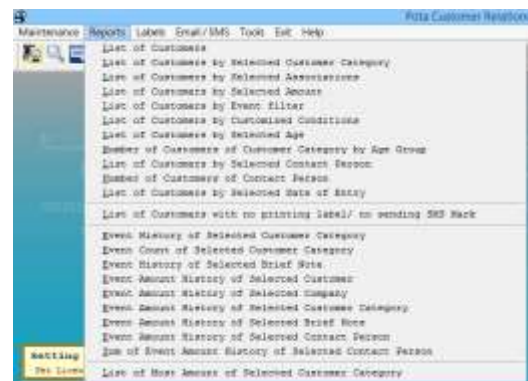 Pota Customer Relation
Maintenance Reports Labels Email/SMS Tools Exit Help
List of Customers
List of Customers by Selected Customer Category
List of Customers by Selected Associations
List of Customers by Selected Amount
List of Customers by Event filter
List of Customers by Customized Conditions
List of Customers by Selected Age
Number of Customers of Customer Category by Age Group
List of Customers by Selected Contact Person
Number of Customers of Contact Person
List of Customers by Selected Date of Entry
List of Customers with no printing label/ no sending SMS Mark
Event History of Selected Customer Category
Event Count of Selected Customer Category
Event History of Selected Brief Note
Event Amount History of Selected Customer
Event Amount History of Selected Company
Event Amount History of Selected Customer Category
Event Amount History of Selected Brief Note
Event Amount History of Selected Contact Person
Sum of Event Amount History of Selected Contact Person
List of Most Amount of Selected Customer Category
Setting